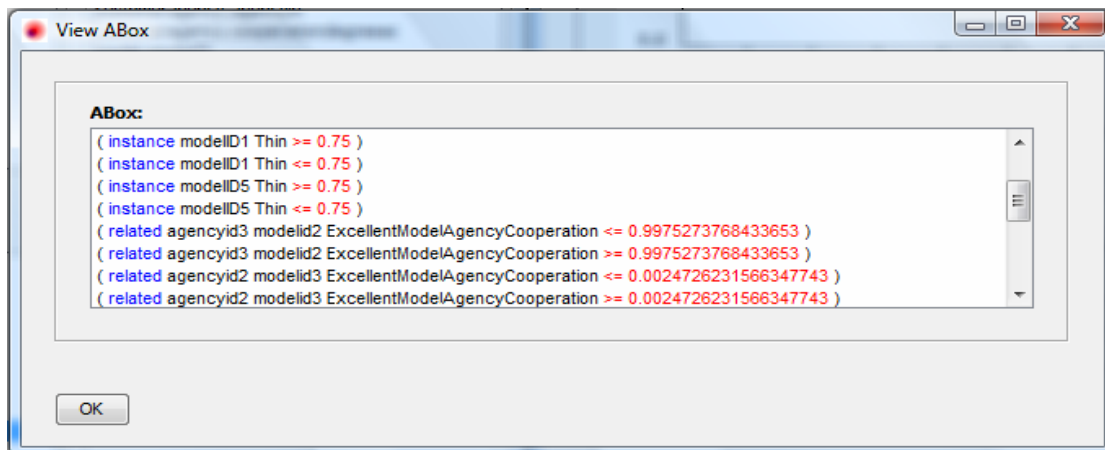 View ABox
ABox:
( instance modelID1 Thin >= 0.75 )
( instance modelID1 Thin <= 0.75 )
( instance modelID5 Thin >= 0.75 )
( instance modelID5 Thin <= 0.75 )
( related agencyid3 modelid2 ExcellentModelAgencyCooperation <= 0.9975273768433653 )
( related agencyid3 modelid2 ExcellentModelAgencyCooperation >= 0.9975273768433653 )
( related agencyid2 modelid3 ExcellentModelAgencyCooperation <= 0.0024726231566347743 )
( related agencyid2 modelid3 ExcellentModelAgencyCooperation >= 0.0024726231566347743 )
OK